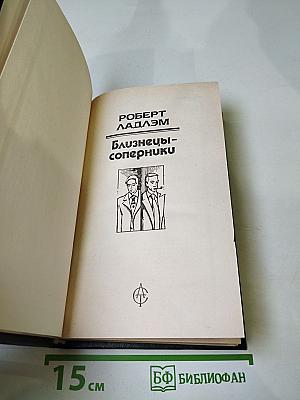 РОБЕРТ
ЛАДЛЭМ
Близнецы-
соперники
15 см
БФ БИБЛИОФАН